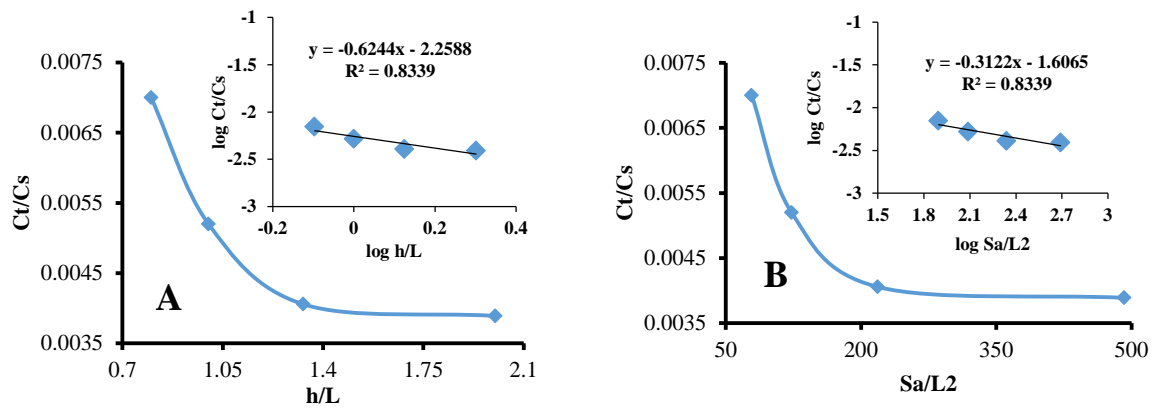 Ct/Cs
0.0075
0.0065
0.0055
0.0045
0.0035
0.7
1.05
1.4
1.75
2.1
h/L
A
log Ct/Cs
-1
-1.5
-2
-2.5
-3
-0.2
0
0.2
0.4
log h/L
y = -0.6244x - 2.2588
R² = 0.8339
Ct/Cs
0.0075
0.0065
0.0055
0.0045
0.0035
50
200
350
500
Sa/L2
B
log Ct/Cs
-1
-1.5
-2
-2.5
-3
1.5
1.8
2.1
2.4
2.7
3
log Sa/L2
y = -0.3122x - 1.6065
R² = 0.8339